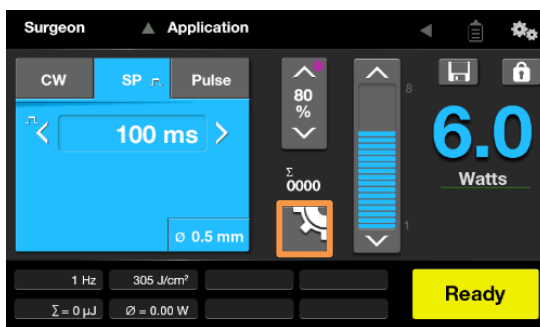 Surgeon
Application
CW SP Pulse
80
%
8
6.0
Watts
100 ms
Σ
0000
1
Ø 0.5 mm
1 Hz 305 J/cm²
Σ = 0 µJ Ø = 0.00 W
Ready